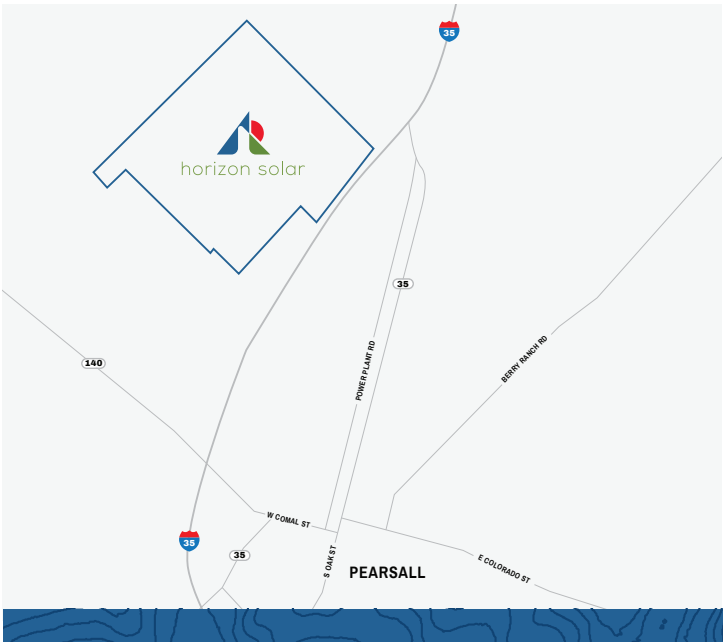 35
horizon solar
35
140
POWER PLANT RD
BERRY RANCH RD
W COMAL ST
35
35
S OAK ST
PEARSALL
E COLORADO ST